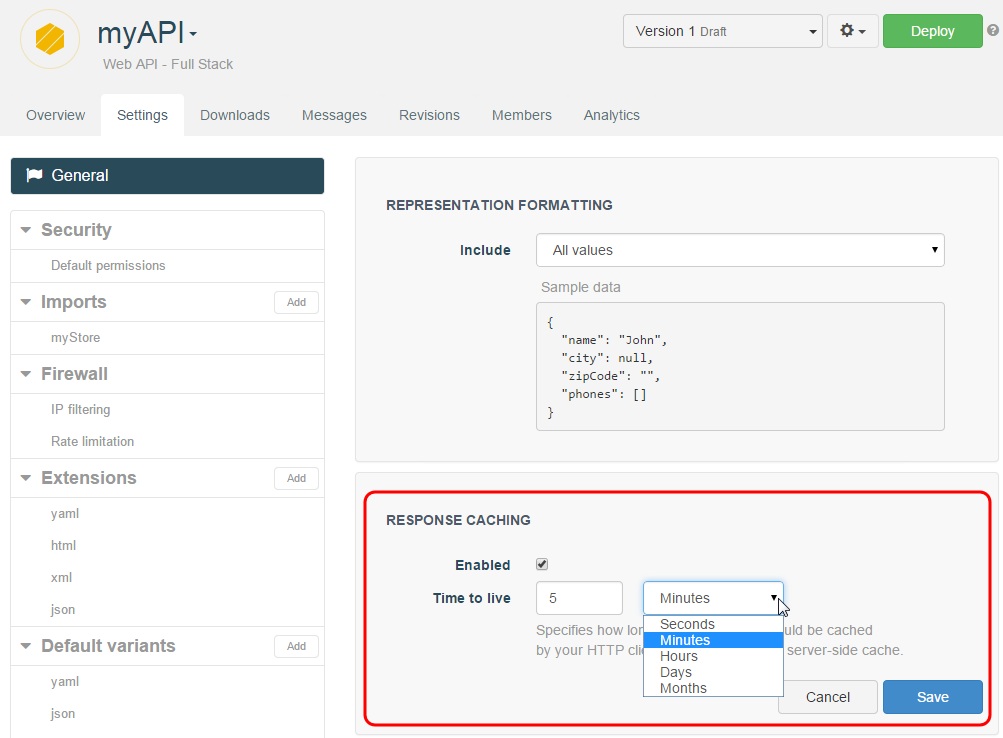 myAPI
Version 1 Draft
Deploy
Web API - Full Stack
Overview Settings Downloads Messages Revisions Members Analytics
General
Security
Default permissions
Imports Add
myStore
Firewall
IP filtering
Rate limitation
Extensions Add
yaml
html
xml
json
Default variants Add
yaml
json
REPRESENTATION FORMATTING
Include All values
Sample data
{
"name": "John",
"city": null,
"zipCode": "",
"phones": []
}
RESPONSE CACHING
Enabled
Time to live 5 Minutes
Seconds
Minutes
Hours
Days
Months
Specifies how uld be cached
by your HTTP server-side cache.
Cancel Save